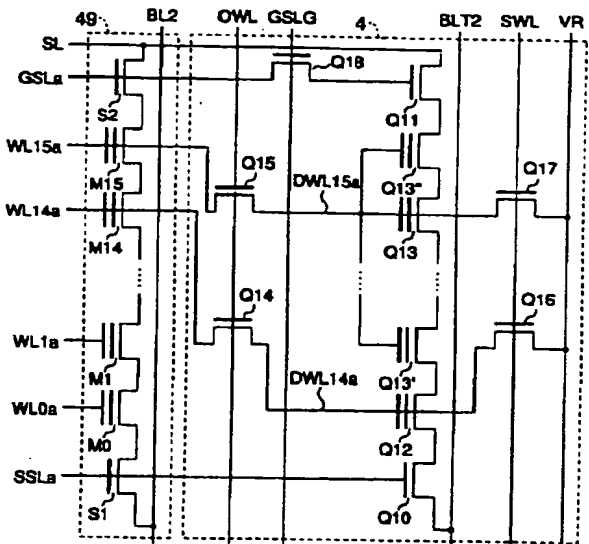 49 BL2 OWL GSLG 4 BLT2 SWL VR
SL
Q18
GSLa
S2 Q11
WL15a Q15 DWL15a Q17
M15 Q13"
WL14a
M14 Q13
Q14 Q16
WL1a
M1 DWL14a Q13'
WL0a
M0 Q12
SSLa
S1 Q10